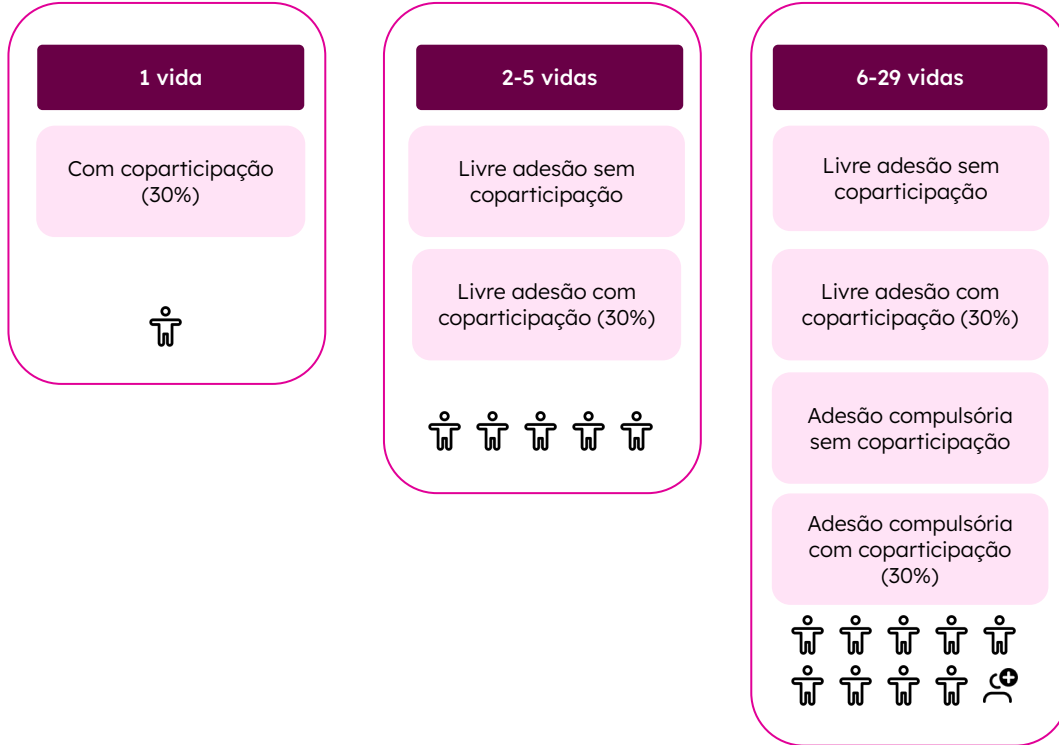 1 vida
Com coparticipação
(30%)
2-5 vidas
Livre adesão sem
coparticipação
Livre adesão com
coparticipação (30%)
6-29 vidas
Livre adesão sem
coparticipação
Livre adesão com
coparticipação (30%)
Adesão compulsória
sem coparticipação
Adesão compulsória
com coparticipação
(30%)